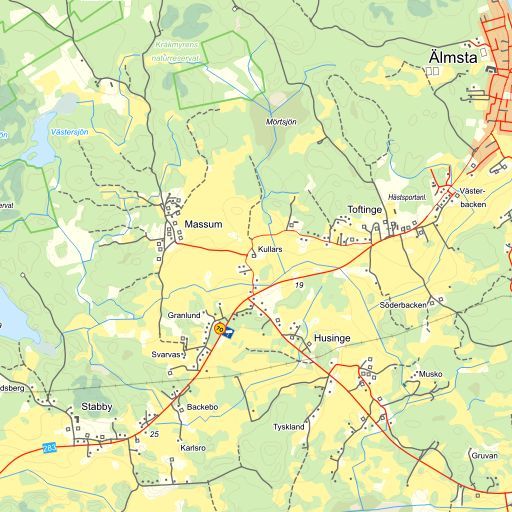 Kråkmyrens
naturreservat
Älmsta
Mörtsjön
Västersjön
Väster-
backen
Hästsportanl.
Toftinge
Massum
Kullars
19
Söderbacken
Granlund
70
Husinge
Svarvas
Musko
dsberg
Stabby
Backebo
25
Tyskland
283
Karlsro
Gruvan